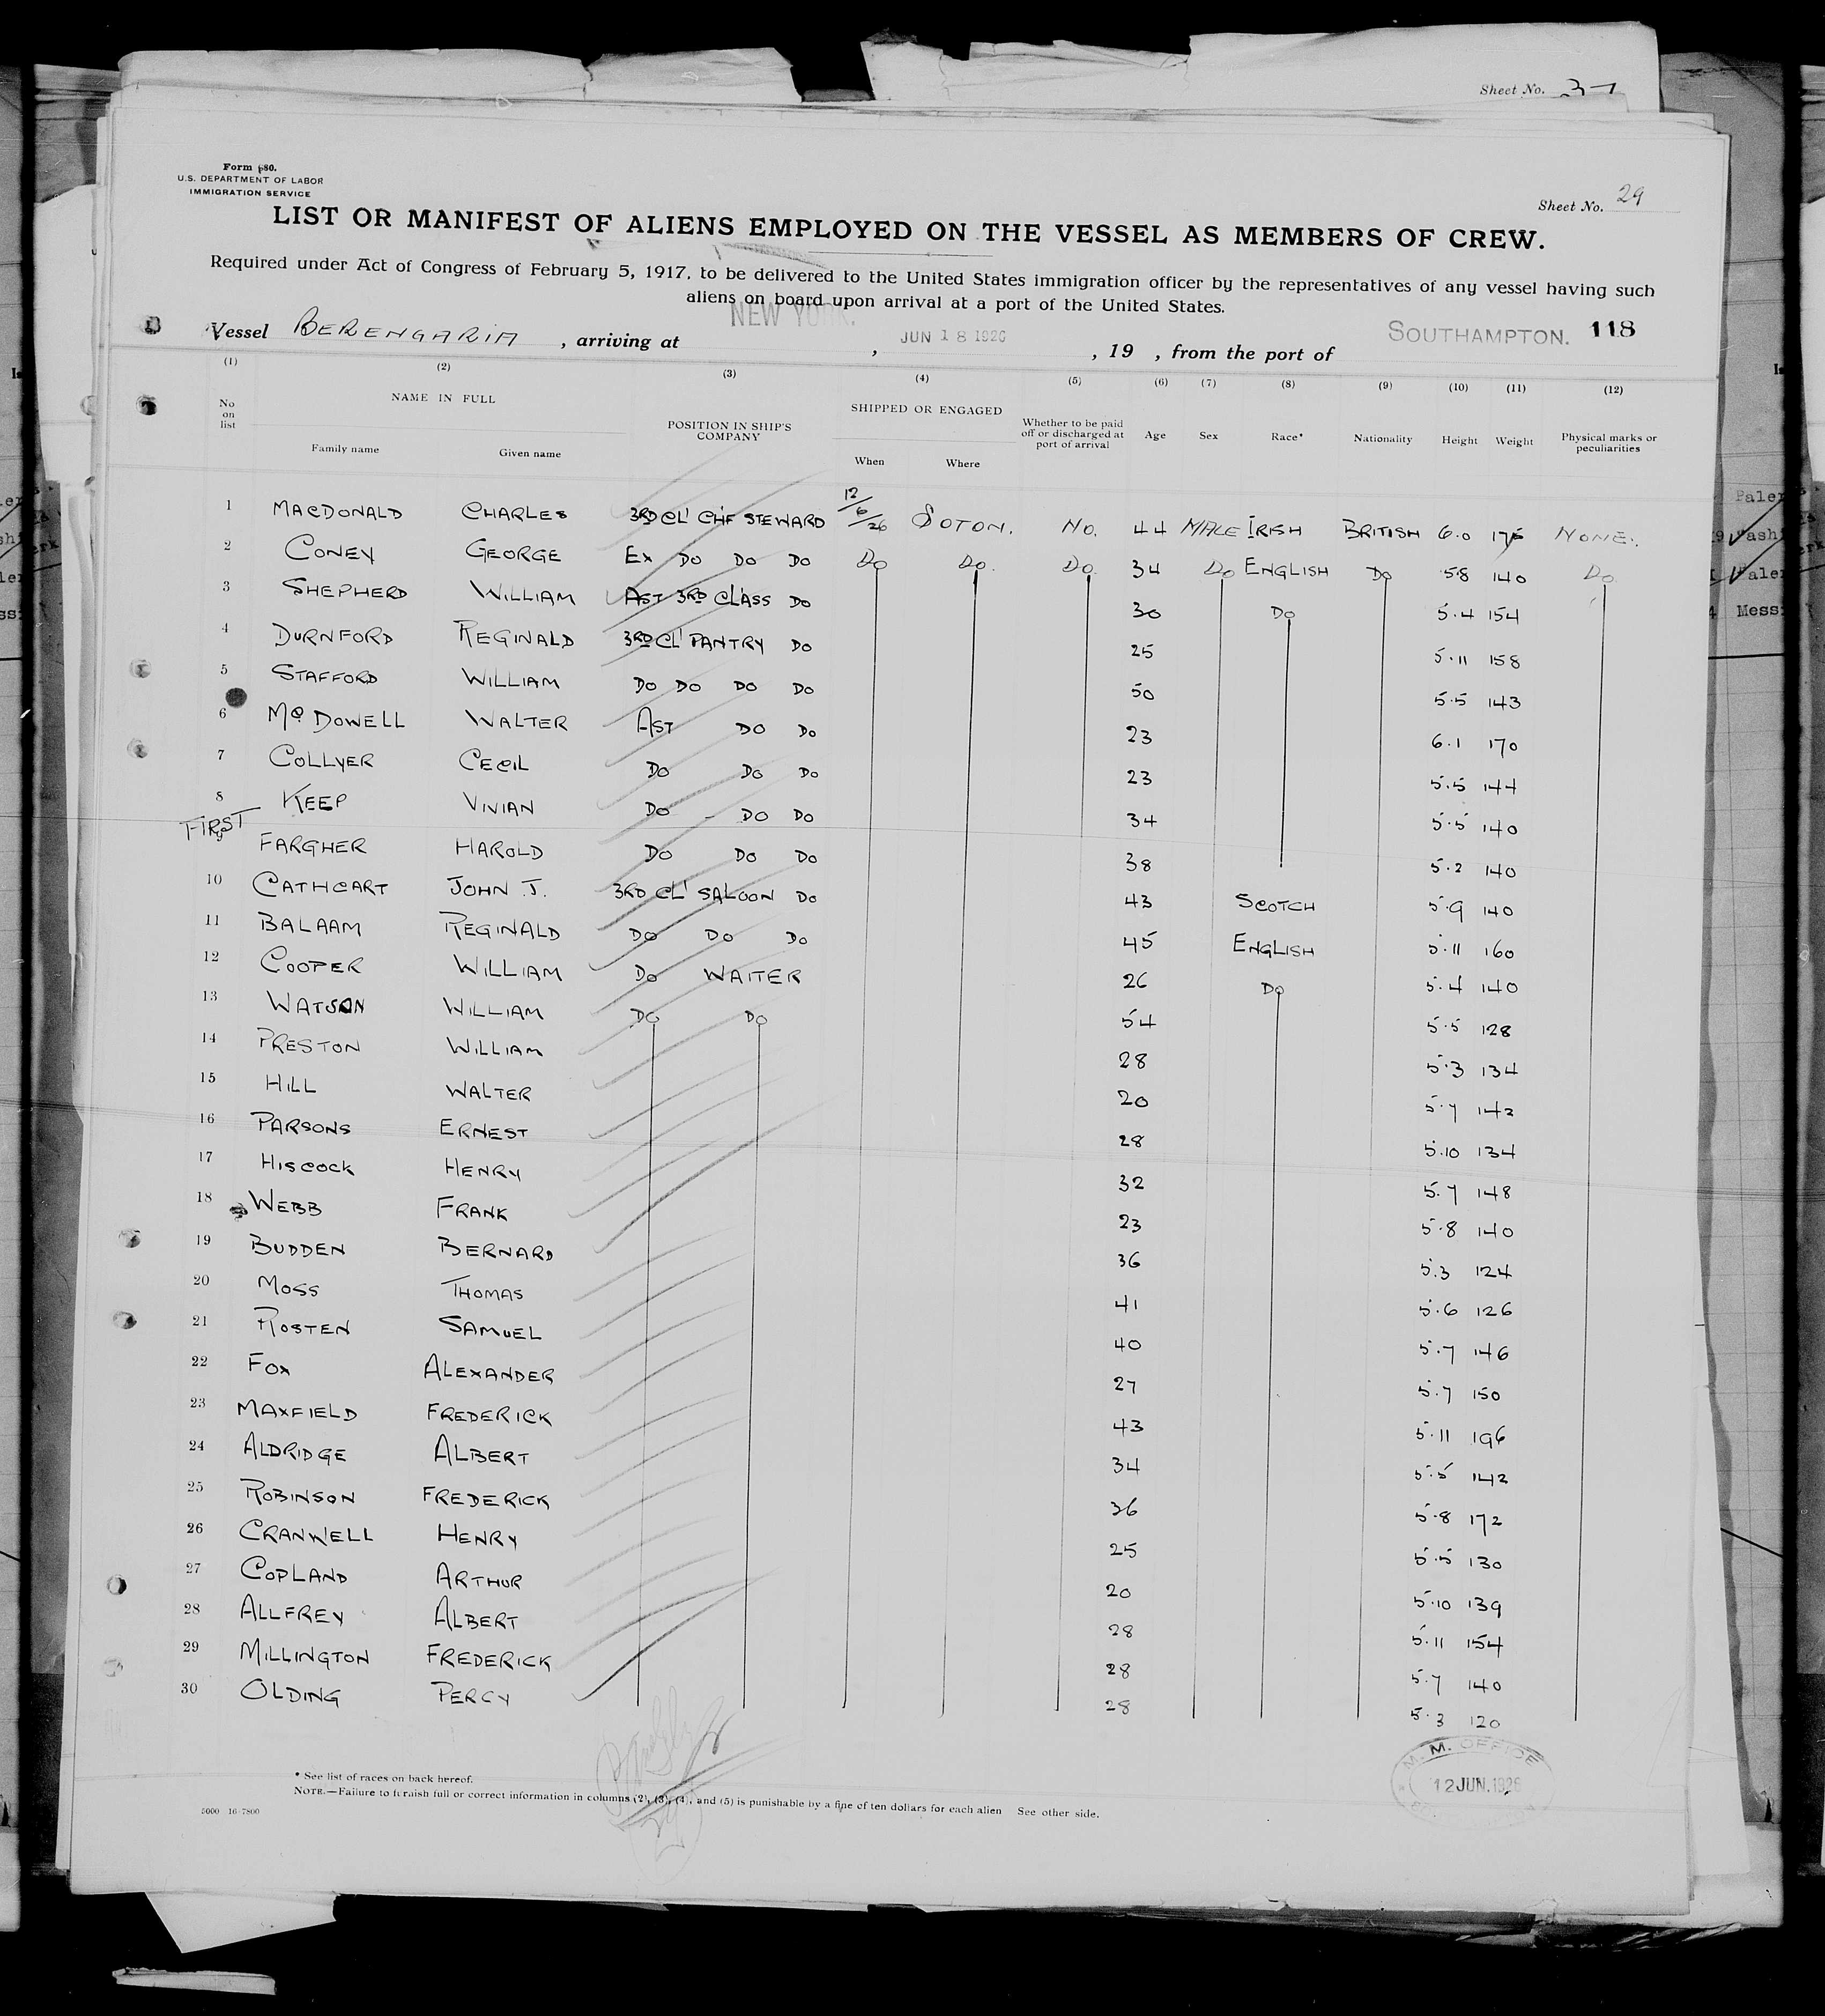 Sheet No.
Form 680.
U.S. DEPARTMENT OF LABOR
IMMIGRATION SERVICE
Sheet No. 29
LIST OR MANIFEST OF ALIENS EMPLOYED ON THE VESSEL AS MEMBERS OF CREW.
Required under Act of Congress of February 5, 1917, to be delivered to the United States immigration officer by the representatives of any vessel having such
aliens on board upon arrival at a port of the United States.
Vessel BERENGARIA , arriving at NEW YORK. , JUN 18 1926 , 19 , from the port of SOUTHAMPTON. 118
(1) (2) (3) (4) (5) (6) (7) (8) (9) (10) (11) (12)
No on list NAME IN FULL Family name Given name POSITION IN SHIP'S COMPANY SHIPPED OR ENGAGED When Where Whether to be paid off or discharged at port of arrival Age Sex Race* Nationality Height Weight Physical marks or peculiarities
1 MACDONALD CHARLES 3RD CL' CH'F STEWARD 12/6/26 SOTON. NO. 44 MALE IRISH BRITISH 6.0 175 NONE.
2 CONEY GEORGE EX DO DO DO DO DO. DO. 34 DO ENGLISH DO 5.8 140 DO
3 SHEPHERD WILLIAM AST 3RD CLASS DO 30 DO 5.4 154
4 DURNFORD REGINALD 3RD CL' PANTRY DO 25 5.11 158
5 STAFFORD WILLIAM DO DO DO DO 50 5.5 143
6 MC DOWELL WALTER AST DO DO 23 6.1 170
7 COLLYER CECIL DO DO DO 23 5.5 144
8 KEEP VIVIAN DO DO DO 34 5.5 140
FIRST
9 FARGHER HAROLD DO DO DO 38 5.2 140
10 CATHCART JOHN J. 3RD CL' SALOON DO 43 SCOTCH 5.9 140
11 BALAAM REGINALD DO DO DO 45 ENGLISH 5.11 160
12 COOPER WILLIAM DO WAITER 26 DO 5.4 140
13 WATSON WILLIAM DO DO 54 5.5 128
14 PRESTON WILLIAM 28 5.3 134
15 HILL WALTER 20 5.7 142
16 PARSONS ERNEST 28 5.10 134
17 HISCOCK HENRY 32 5.7 148
18 WEBB FRANK 23 5.8 140
19 BUDDEN BERNARD 36 5.3 124
20 MOSS THOMAS 41 5.6 126
21 ROSTEN SAMUEL 40 5.7 146
22 FOX ALEXANDER 27 5.7 150
23 MAXFIELD FREDERICK 43 5.11 196
24 ALDRIDGE ALBERT 34 5.5 142
25 ROBINSON FREDERICK 36 5.8 172
26 CRANWELL HENRY 25 5.5 130
27 COPLAND ARTHUR 20 5.10 139
28 ALLFREY ALBERT 28 5.11 154
29 MILLINGTON FREDERICK 28 5.7 140
30 OLDING PERCY 28 5.3 120
M. M. OFFICE
12 JUN. 1926
* See list of races on back hereof.
NOTE.—Failure to furnish full or correct information in columns (2), (3), (4), and (5) is punishable by a fine of ten dollars for each alien See other side.
5000 16-7800